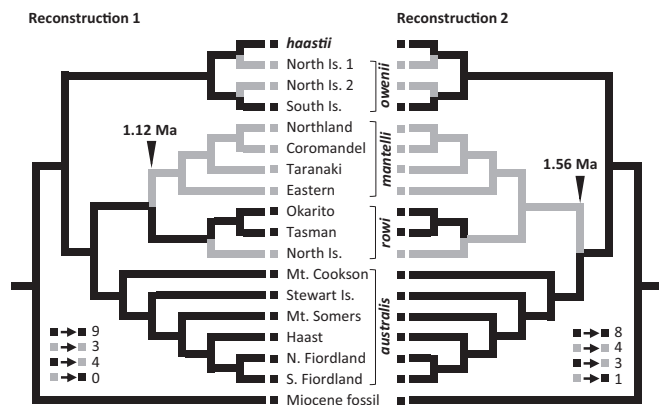 Reconstruction 1
Reconstruction 2
haastii
North Is. 1
North Is. 2
South Is.
owenii
1.12 Ma
Northland
Coromandel
Taranaki
Eastern
mantelli
1.56 Ma
Okarito
Tasman
North Is.
rowi
Mt. Cookson
Stewart Is.
Mt. Somers
Haast
N. Fiordland
S. Fiordland
australis
Miocene fossil
9
3
4
0
8
4
3
1